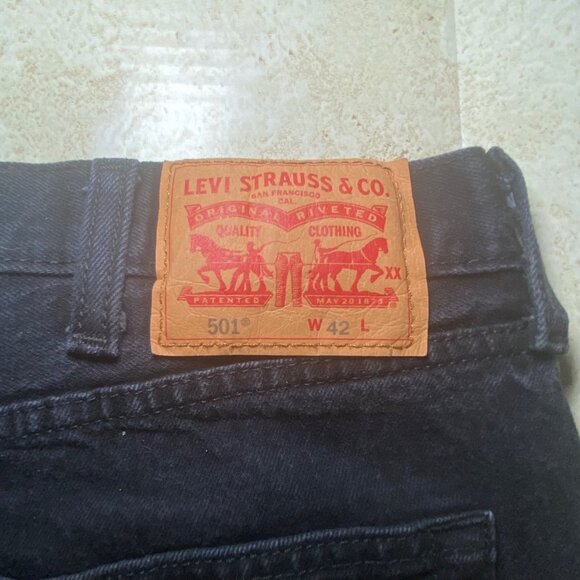 LEVI STRAUSS & CO.
SAN FRANCISCO
CAL.
ORIGINAL RIVETED
QUALITY CLOTHING
XX
PATENTED MAY 20 1873
501® W 42 L